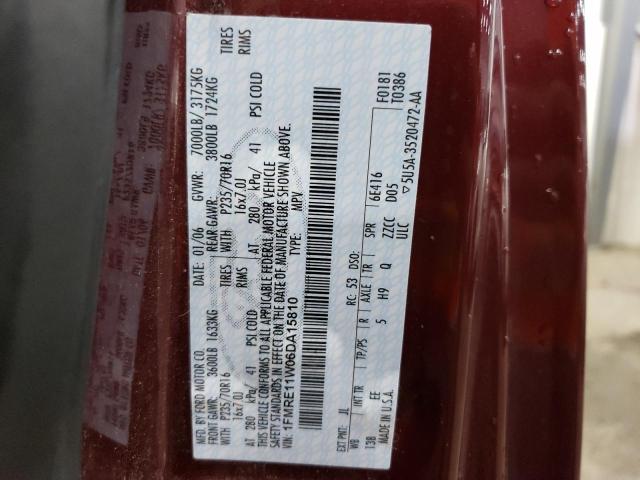 MFD. BY FORD MOTOR CO.
DATE: 01/06 GVWR: 7000LB/ 3175KG
FRONT GAWR: 3600LB 1633KG REAR GAWR: 3800LB 1724KG
P235/70R16 TIRES WITH P235/70R16 TIRES
16x7.0J RIMS 16x7.0J RIMS
AT 280 kPa/ 41 PSI COLD AT 280 kPa/ 41 PSI COLD
THIS VEHICLE CONFORMS TO ALL APPLICABLE FEDERAL MOTOR VEHICLE
SAFETY STANDARDS IN EFFECT ON THE DATE OF MANUFACTURE SHOWN ABOVE.
VIN: 1FMRE11W06DA15810
TYPE: MPV
F0181
T0386
EXT PNT: JL RC: 53 DSO:
WB INT TR TP/PS R AXLE TR SPR 6E416
138 EE 5 H9 Q ZZCC D05
MADE IN U.S.A. ULC
▽5U5A-3520472-AA